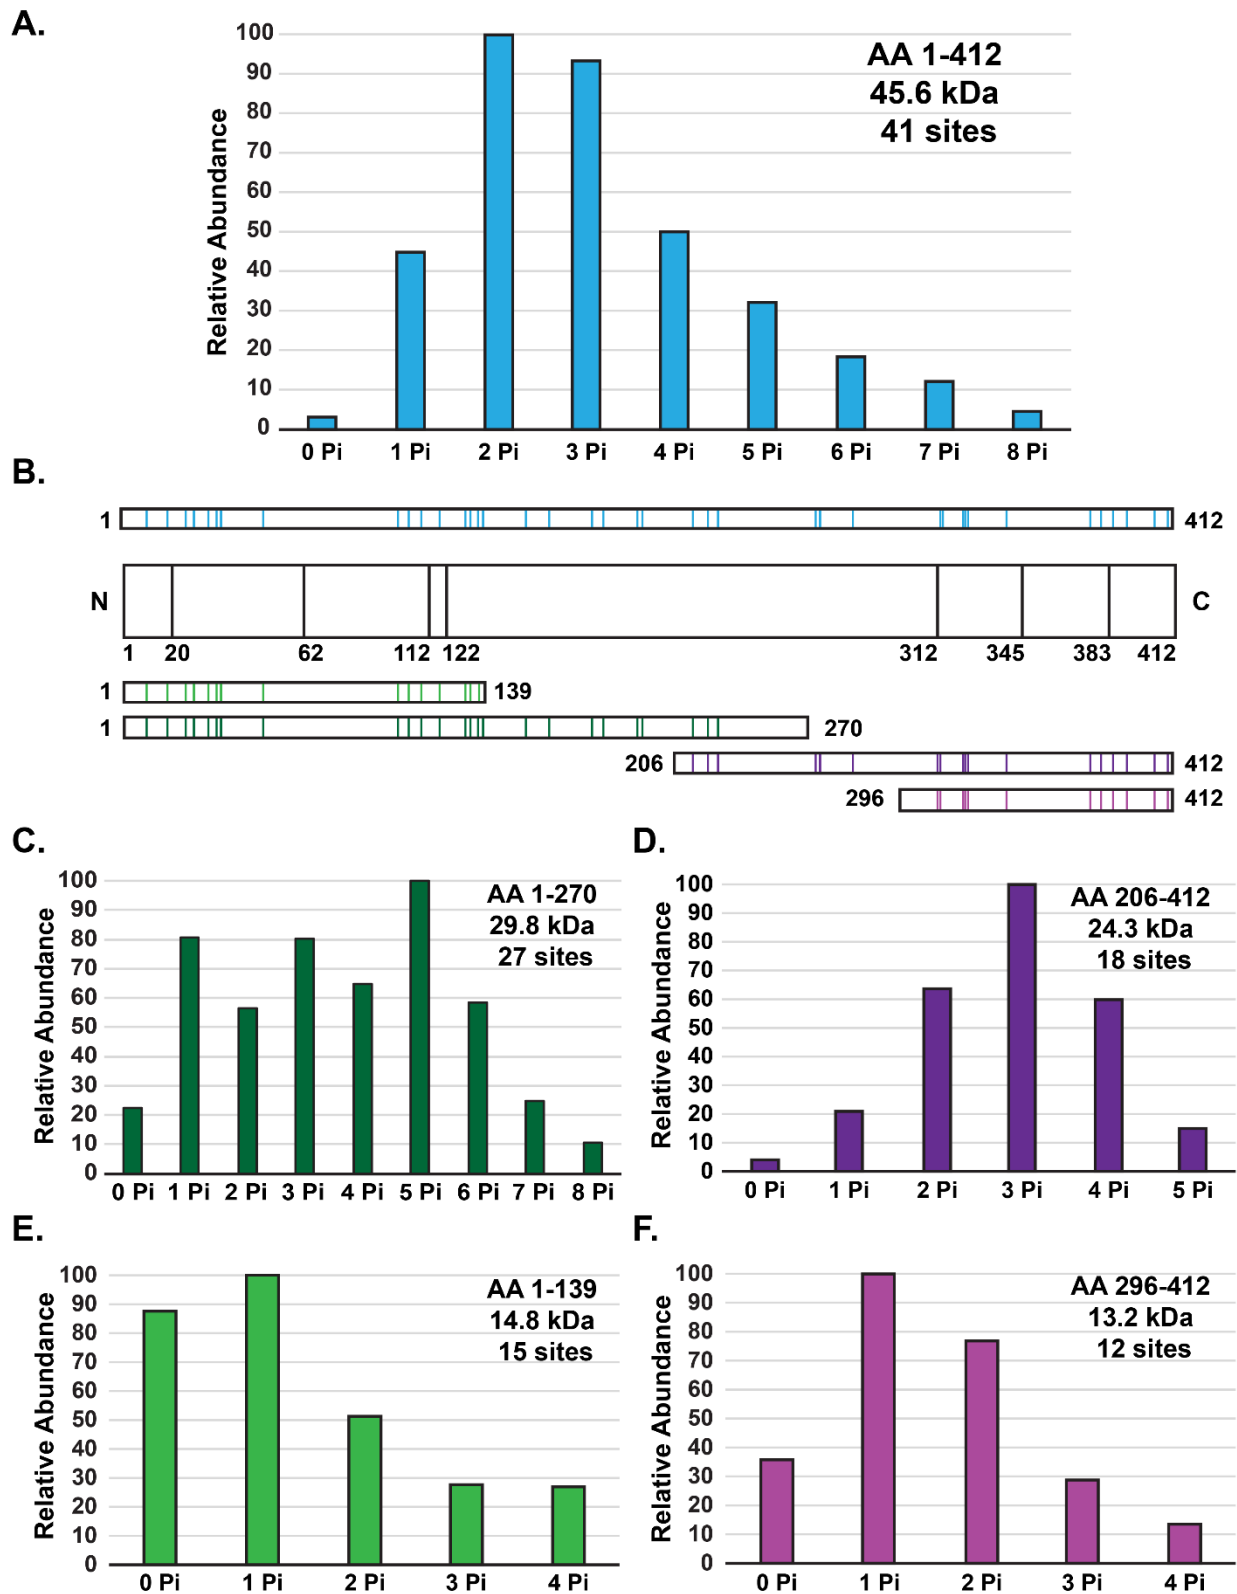 A.
Relative Abundance
100
90
80
70
60
50
40
30
20
10
0
AA 1-412
45.6 kDa
41 sites
0 Pi 1 Pi 2 Pi 3 Pi 4 Pi 5 Pi 6 Pi 7 Pi 8 Pi
B.
1 412
N C
1 20 62 112 122 312 345 383 412
1 139
1 270
206 412
296 412
C.
Relative Abundance
100
90
80
70
60
50
40
30
20
10
0
AA 1-270
29.8 kDa
27 sites
0 Pi 1 Pi 2 Pi 3 Pi 4 Pi 5 Pi 6 Pi 7 Pi 8 Pi
D.
Relative Abundance
100
90
80
70
60
50
40
30
20
10
0
AA 206-412
24.3 kDa
18 sites
0 Pi 1 Pi 2 Pi 3 Pi 4 Pi 5 Pi
E.
Relative Abundance
100
90
80
70
60
50
40
30
20
10
0
AA 1-139
14.8 kDa
15 sites
0 Pi 1 Pi 2 Pi 3 Pi 4 Pi
F.
Relative Abundance
100
90
80
70
60
50
40
30
20
10
0
AA 296-412
13.2 kDa
12 sites
0 Pi 1 Pi 2 Pi 3 Pi 4 Pi